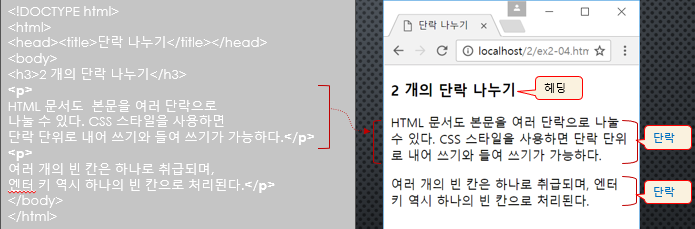 <!DOCTYPE html>
<html>
<head><title>단락 나누기</title></head>
<body>
<h3>2 개의 단락 나누기</h3>
<p>
HTML 문서도  본문을 여러 단락으로
나눌 수 있다. CSS 스타일을 사용하면
단락 단위로 내어 쓰기와 들여 쓰기가 가능하다.</p>
<p>
여러 개의 빈 칸은 하나로 취급되며,
엔터 키 역시 하나의 빈 칸으로 처리된다.</p>
</body>
</html>
단락 나누기
localhost/2/ex2-04.htm
2 개의 단락 나누기
헤딩
HTML 문서도 본문을 여러 단락으로 나눌
수 있다. CSS 스타일을 사용하면 단락 단위
로 내어 쓰기와 들여 쓰기가 가능하다.
단락
여러 개의 빈 칸은 하나로 취급되며, 엔터
키 역시 하나의 빈 칸으로 처리된다.
단락